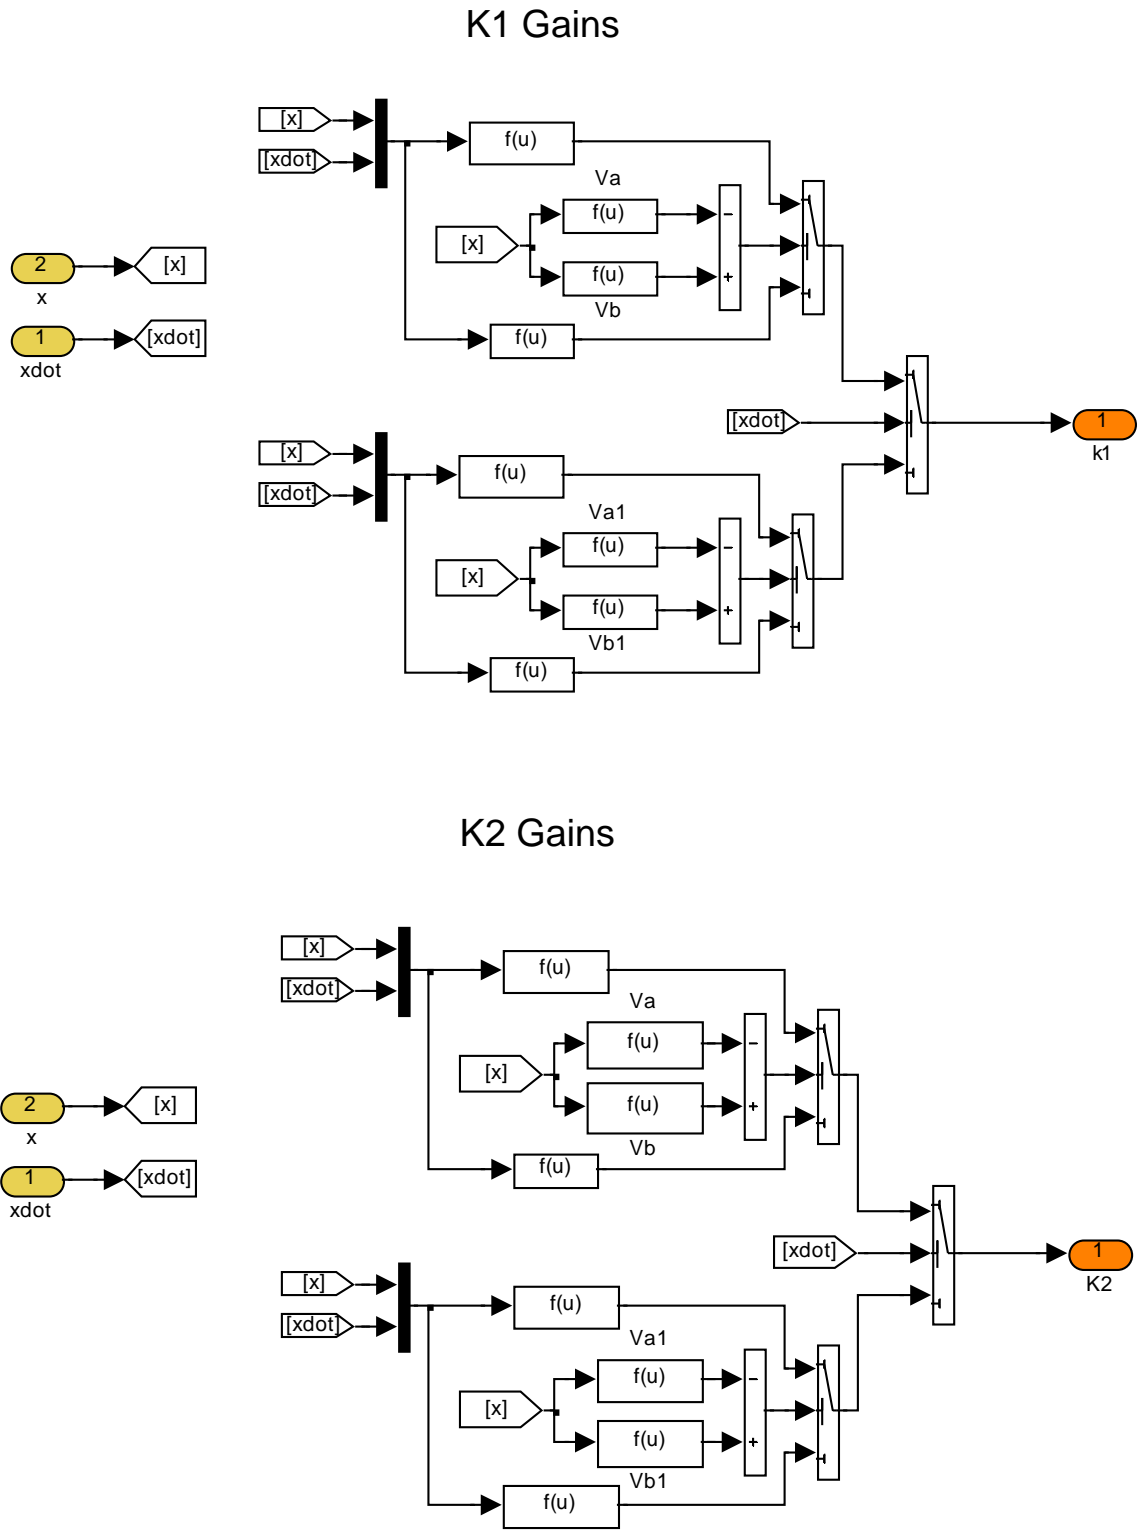 K1 Gains
[x]
[xdot]
f(u)
Va
f(u)
−
[x]
f(u)
+
Vb
f(u)
2
[x]
x
1
[xdot]
xdot
[xdot]
1
k1
[x]
[xdot]
f(u)
Va1
f(u)
−
[x]
f(u)
+
Vb1
f(u)
K2 Gains
[x]
[xdot]
f(u)
Va
f(u)
−
[x]
f(u)
+
Vb
f(u)
2
[x]
x
1
[xdot]
xdot
[xdot]
1
K2
[x]
[xdot]
f(u)
Va1
f(u)
−
[x]
f(u)
+
Vb1
f(u)